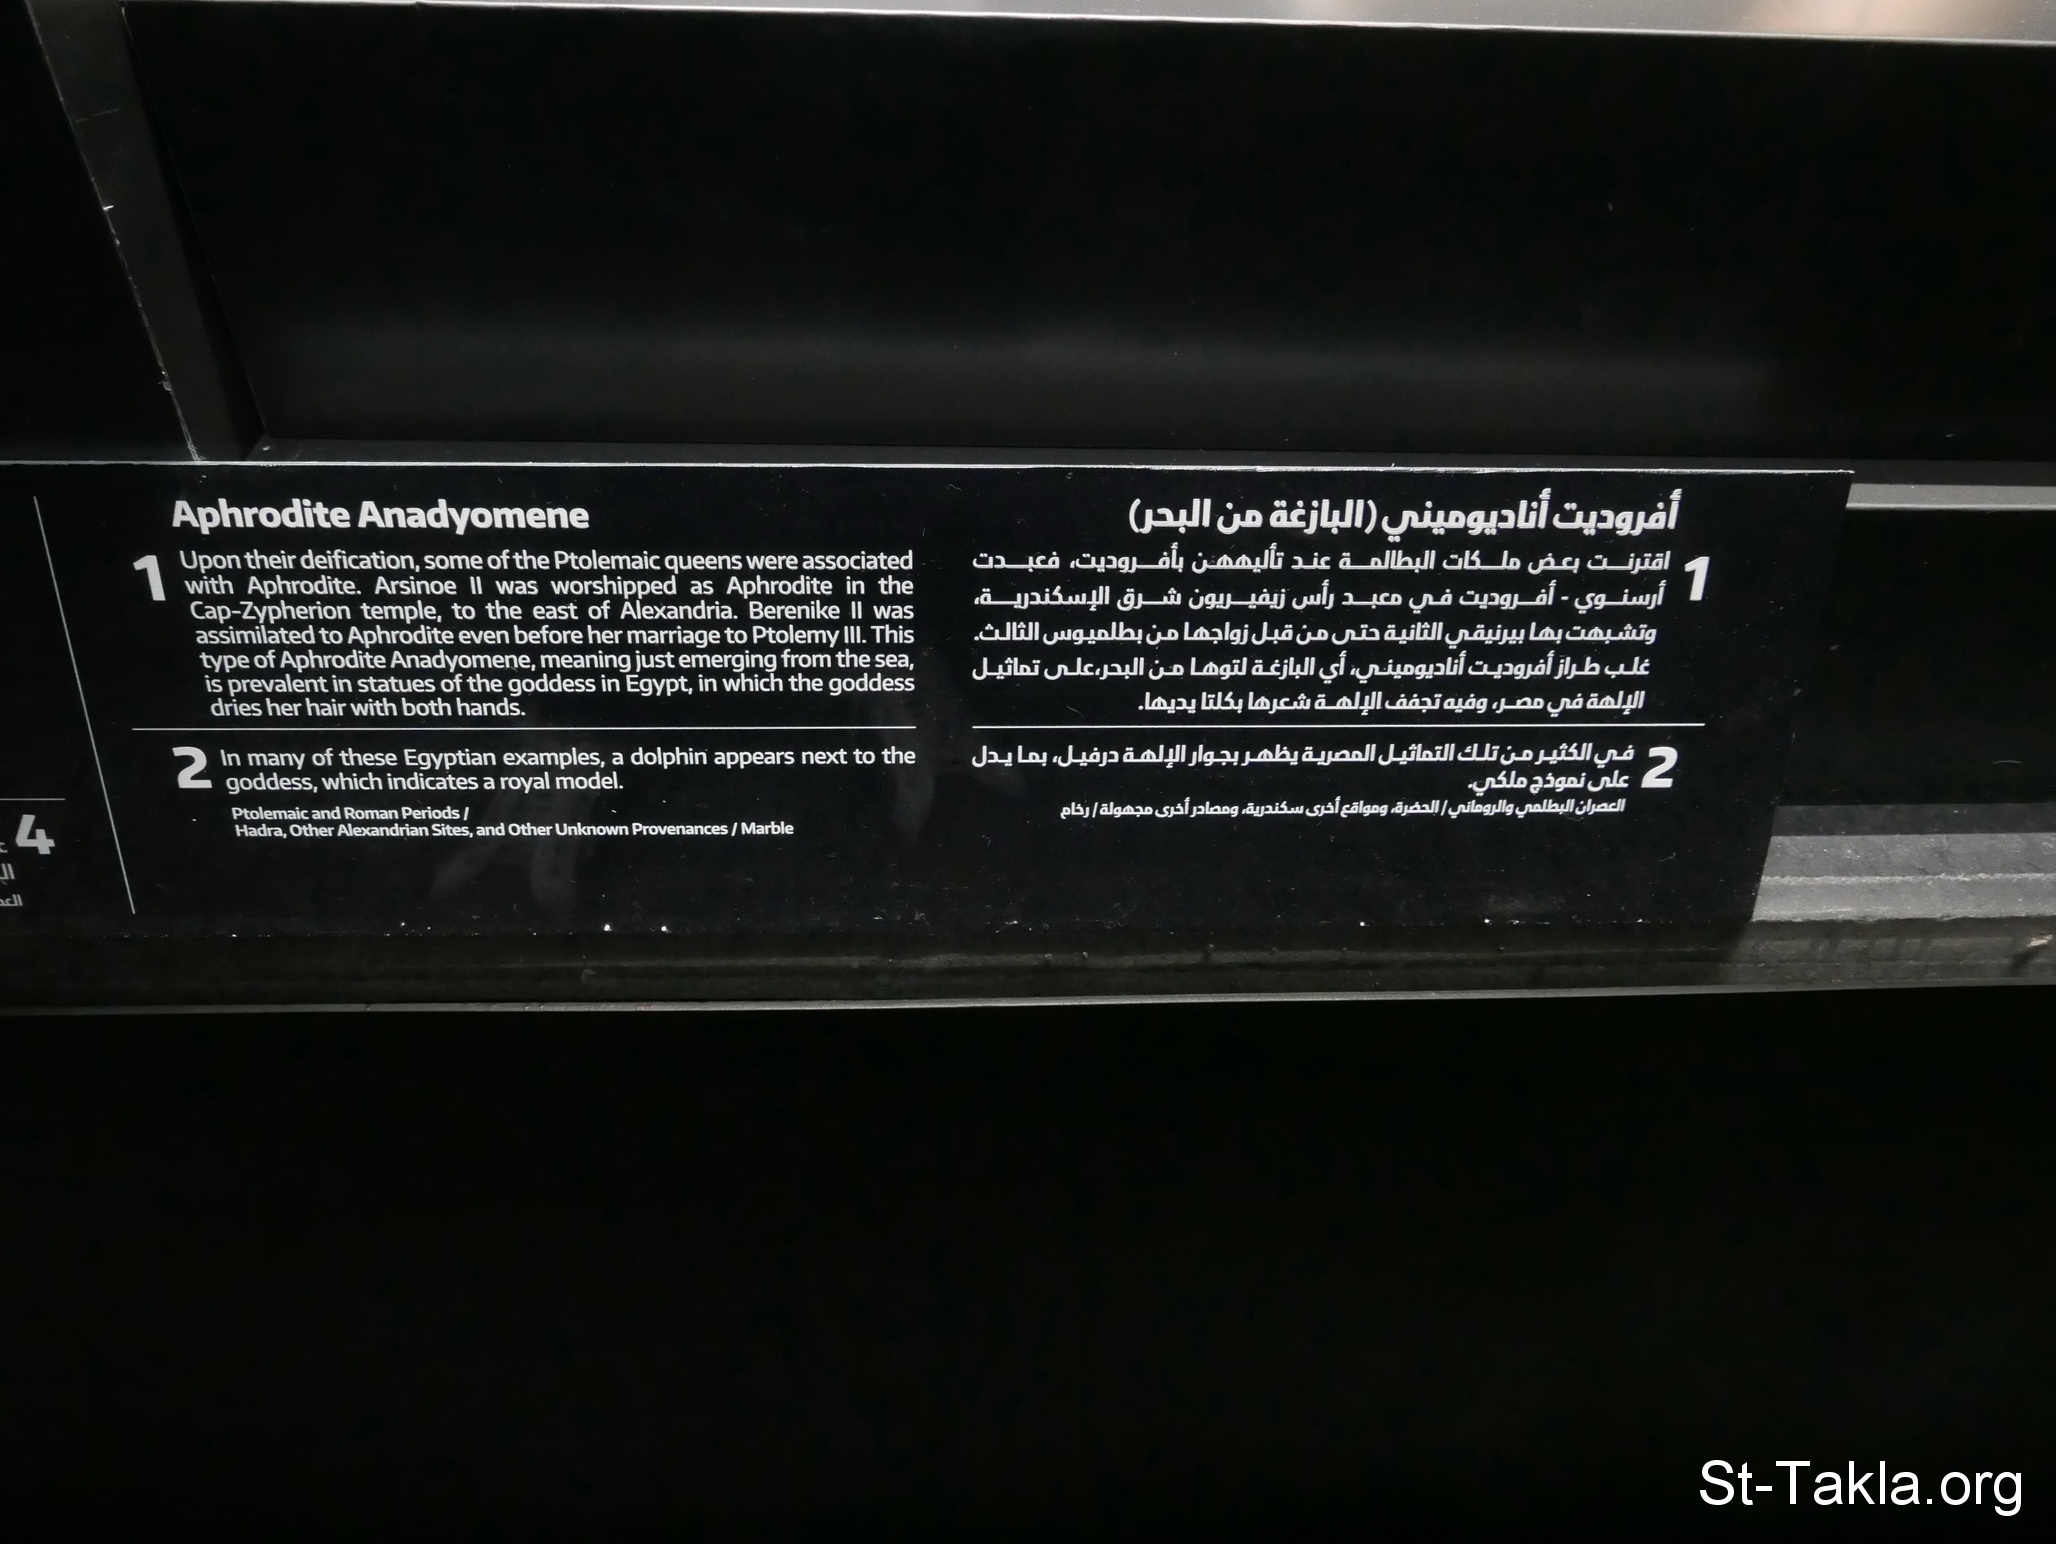 Aphrodite Anadyomene
1 Upon their deification, some of the Ptolemaic queens were associated
with Aphrodite. Arsinoe II was worshipped as Aphrodite in the
Cap-Zypherion temple, to the east of Alexandria. Berenike II was
assimilated to Aphrodite even before her marriage to Ptolemy III. This
type of Aphrodite Anadyomene, meaning just emerging from the sea,
is prevalent in statues of the goddess in Egypt, in which the goddess
dries her hair with both hands.
2 In many of these Egyptian examples, a dolphin appears next to the
goddess, which indicates a royal model.
Ptolemaic and Roman Periods /
Hadra, Other Alexandrian Sites, and Other Unknown Provenances / Marble
أفروديت أناديوميني (البازغة من البحر)
1 اقترنت بعض ملكات البطالمة عند تأليههن بأفروديت، فعبدت
أرسنوي - أفروديت في معبد رأس زيفيريون شرق الإسكندرية،
وتشبهت بها بيرنيقي الثانية حتى من قبل زواجها من بطلميوس الثالث.
غلب طراز أفروديت أناديوميني، أي البازغة لتوها من البحر،على تماثيل
الإلهة في مصر، وفيه تجفف الإلهة شعرها بكلتا يديها.
2 في الكثير من تلك التماثيل المصرية يظهر بجوار الإلهة درفيل، بما يدل
على نموذج ملكي.
العصران البطلمي والروماني / الحضرة، ومواقع أخرى سكندرية، ومصادر أخرى مجهولة / رخام
4
St-Takla.org